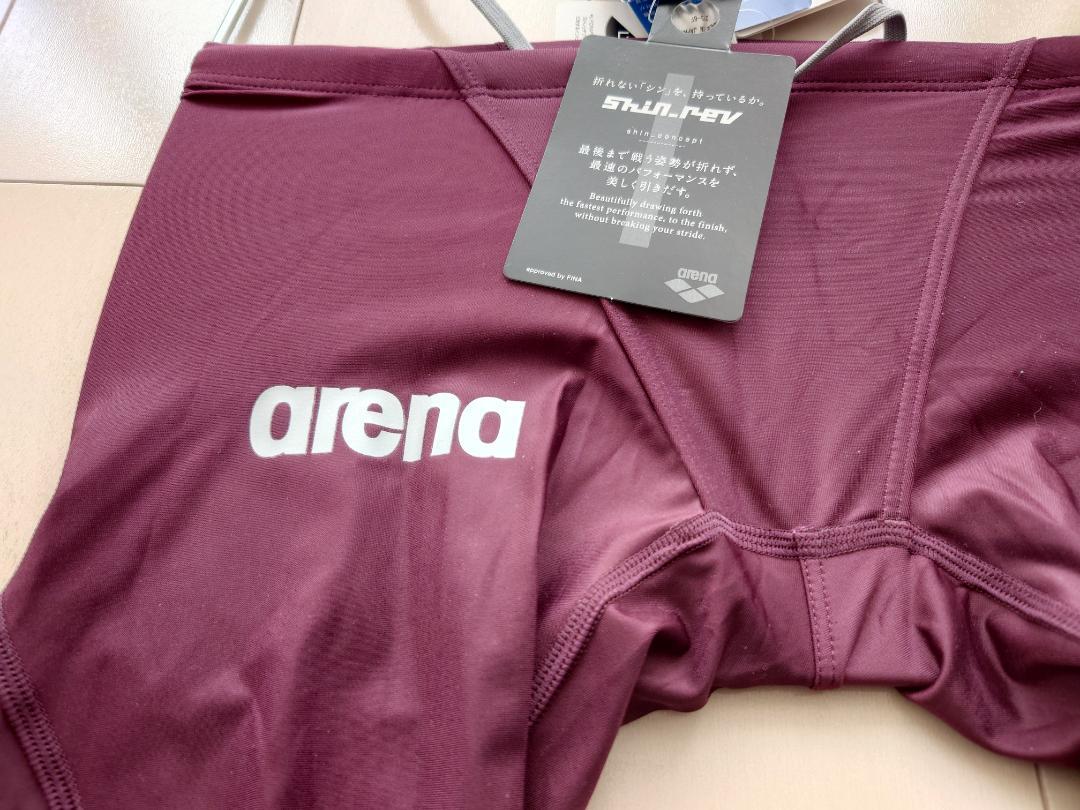 折れない「シン」を、持っているか。
shin_rev
shin_concept
最後まで戦う姿勢が折れず、
最速のパフォーマンスを
美しく引きだす。
Beautifully drawing forth
the fastest performance, to the finish,
without breaking your stride.
approved by FINA
arena
arena